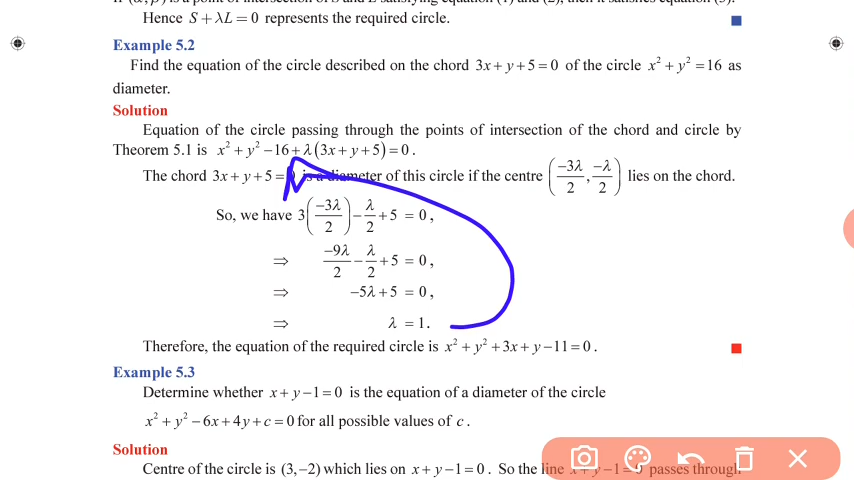 Hence S + λL = 0 represents the required circle.
Example 5.2
Find the equation of the circle described on the chord 3x + y + 5 = 0 of the circle x² + y² = 16 as
diameter.
Solution
Equation of the circle passing through the points of intersection of the chord and circle by
Theorem 5.1 is x² + y² − 16 + λ(3x + y + 5) = 0 .
The chord 3x + y + 5 = is a diameter of this circle if the centre (−3λ/2, −λ/2) lies on the chord.
So, we have 3(−3λ/2) − λ/2 + 5 = 0 ,
⇒ −9λ/2 − λ/2 + 5 = 0 ,
⇒ −5λ + 5 = 0 ,
⇒ λ = 1.
Therefore, the equation of the required circle is x² + y² + 3x + y − 11 = 0 .
Example 5.3
Determine whether x + y − 1 = 0 is the equation of a diameter of the circle
x² + y² − 6x + 4y + c = 0 for all possible values of c .
Solution
Centre of the circle is (3, −2) which lies on x + y − 1 = 0 . So the line x + y − 1 = 0 passes through